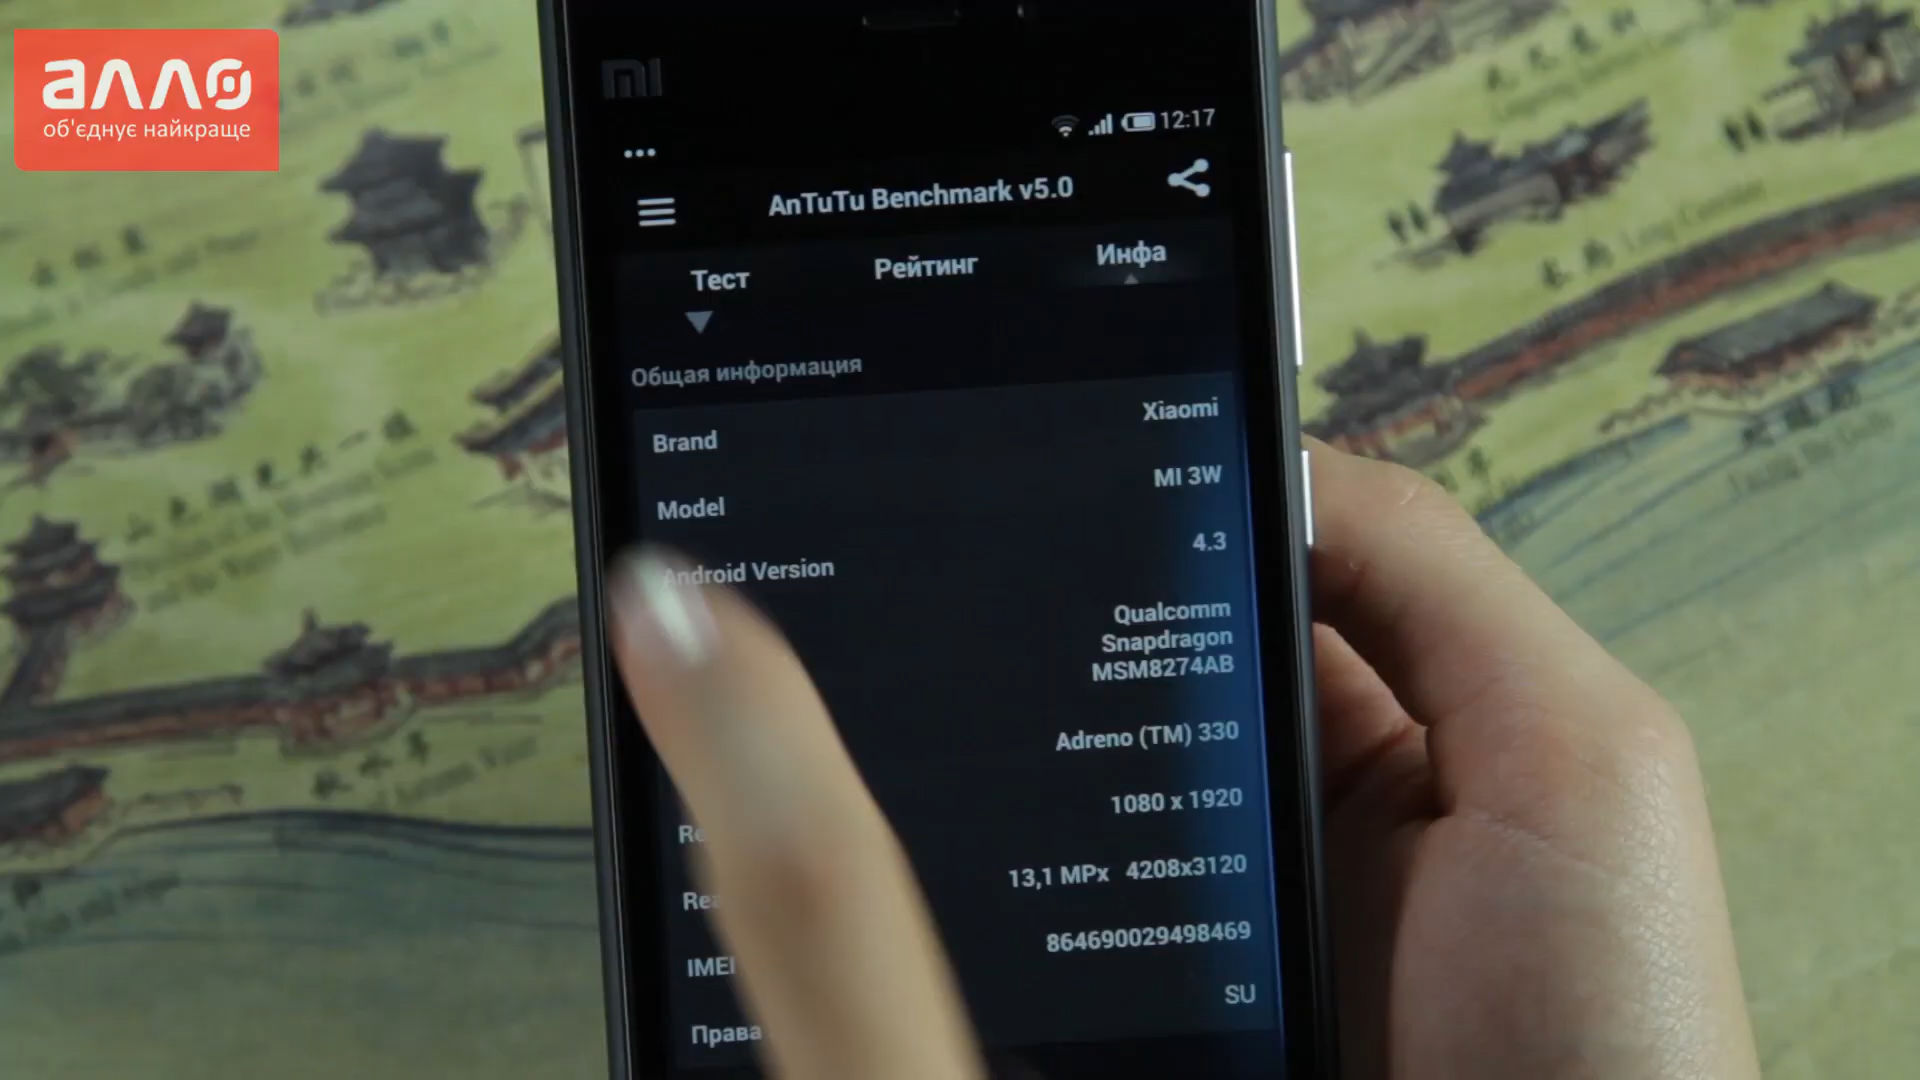 алло
об'єднує найкраще
MI
12:17
AnTuTu Benchmark v5.0
Тест Рейтинг Инфа
Общая информация
Brand Xiaomi
Model MI 3W
Android Version 4.3
Qualcomm
Snapdragon
MSM8274AB
Adreno (TM) 330
1080 x 1920
13,1 MPx 4208x3120
IMEI 864690029498469
Права SU